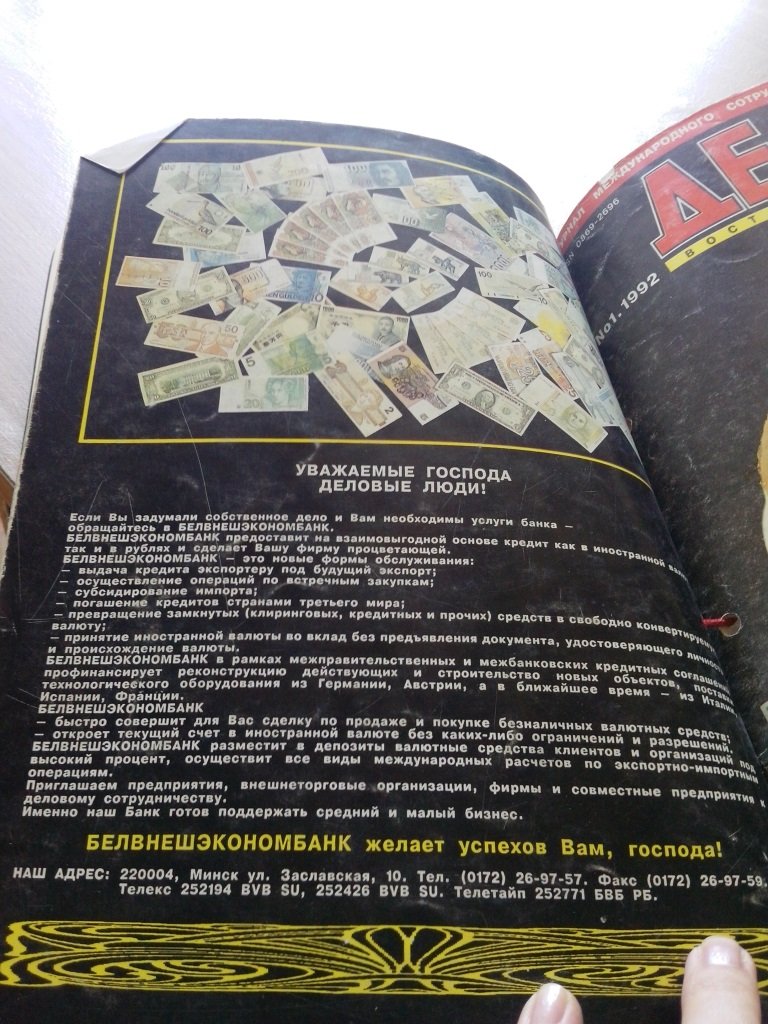 УВАЖАЕМЫЕ ГОСПОДА
ДЕЛОВЫЕ ЛЮДИ!
Если Вы задумали собственное дело и Вам необходимы услуги банка –
обращайтесь в БЕЛВНЕШЭКОНОМБАНК.
БЕЛВНЕШЭКОНОМБАНК предоставит на взаимовыгодной основе кредит как в иностранной
так и в рублях и сделает Вашу фирму процветающей.
БЕЛВНЕШЭКОНОМБАНК – это новые формы обслуживания:
– выдача кредита экспортеру под будущий экспорт;
– осуществление операций по встречным закупкам;
– субсидирование импорта;
– погашение кредитов странами третьего мира;
– превращение замкнутых (клиринговых, кредитных и прочих) средств в свободно
валюту;
– принятие иностранной валюты во вклад без предъявления документа, удостоверяющего
и происхождение валюты.
БЕЛВНЕШЭКОНОМБАНК в рамках межправительственных и межбанковских кредитных
профинансирует реконструкцию действующих и строительство новых объектов,
технологического оборудования из Германии, Австрии, а в ближайшее время – из
Испании, Франции.
БЕЛВНЕШЭКОНОМБАНК
– быстро совершит для Вас сделку по продаже и покупке безналичных валютных средств;
– откроет текущий счет в иностранной валюте без каких-либо ограничений и разрешений.
БЕЛВНЕШЭКОНОМБАНК разместит в депозиты валютные средства клиентов и организаций под
высокий процент, осуществит все виды международных расчетов по экспортно-импортным
операциям.
Приглашаем предприятия, внешнеторговые организации, фирмы и совместные предприятия к
деловому сотрудничеству.
Именно наш Банк готов поддержать средний и малый бизнес.
БЕЛВНЕШЭКОНОМБАНК желает успехов Вам, господа!
НАШ АДРЕС: 220004, Минск ул. Заславская, 10. Тел. (0172) 26-97-57. Факс (0172) 26-97-59.
Телекс 252194 BVB SU, 252426 BVB SU. Телетайп 252771 БВБ РБ.
МЕЖДУНАРОДНОГО
0869-2696
No1. 1992